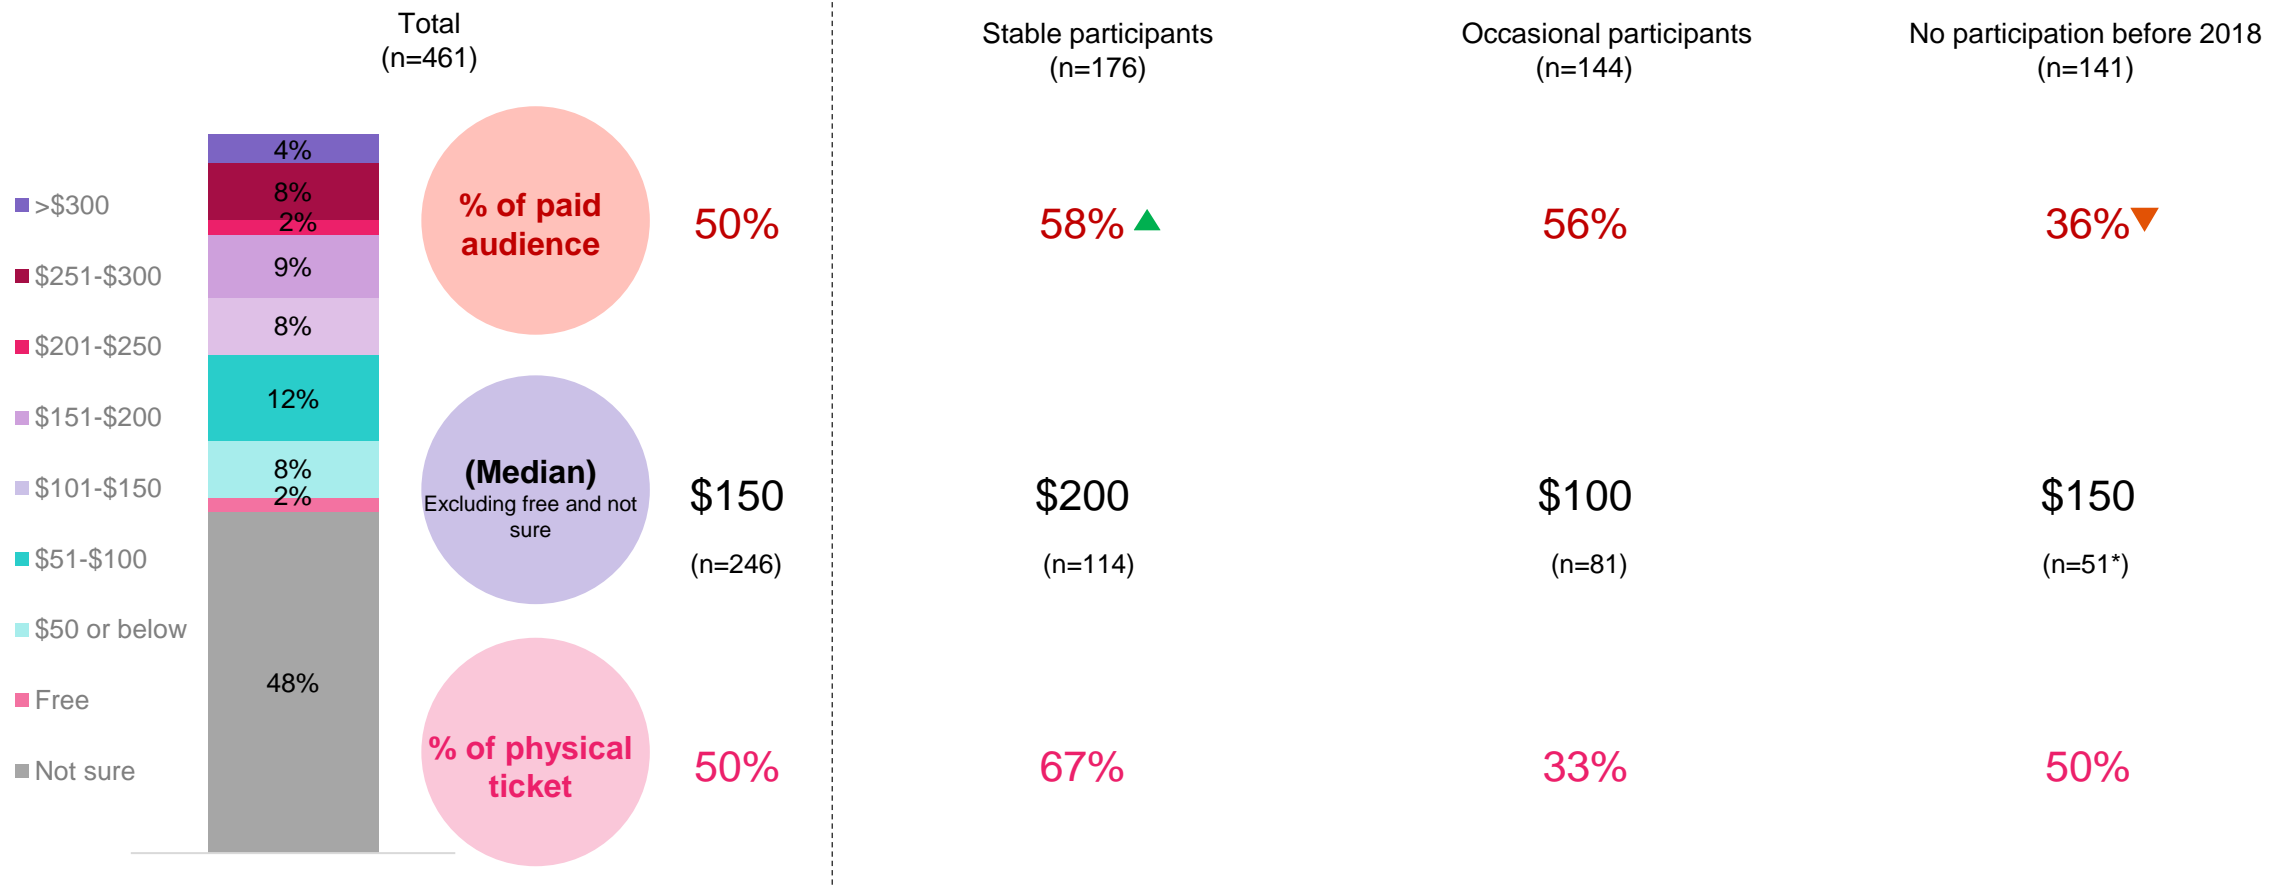 Total
(n=461)
Stable participants
(n=176)
Occasional participants
(n=144)
No participation before 2018
(n=141)
>$300
$251-$300
$201-$250
$151-$200
$101-$150
$51-$100
$50 or below
Free
Not sure
4%
8%
2%
9%
8%
12%
8%
2%
48%
% of paid
audience
50%
58%
56%
36%
(Median)
Excluding free and not
sure
$150
$200
$100
$150
(n=246)
(n=114)
(n=81)
(n=51*)
% of physical
ticket
50%
67%
33%
50%